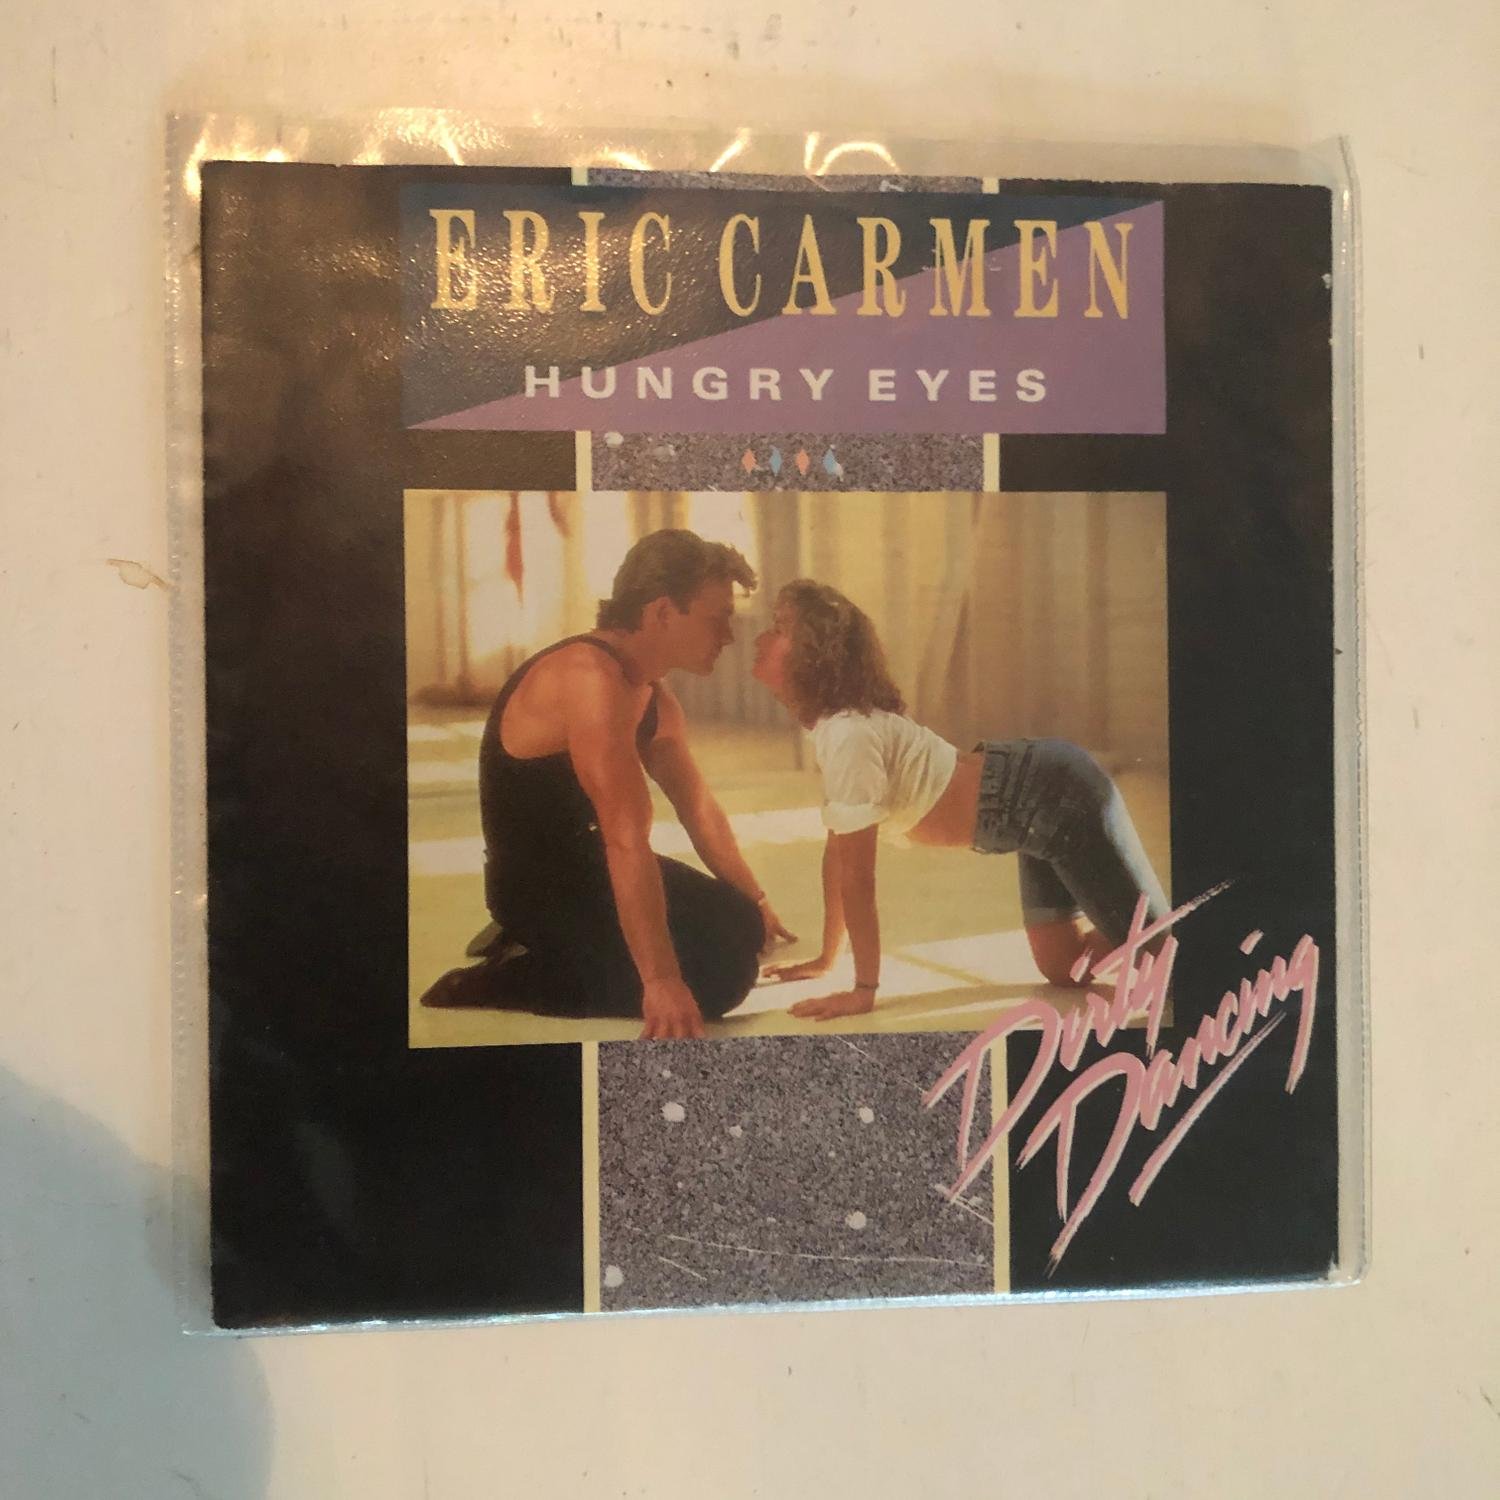 ERIC CARMEN
HUNGRY EYES
Dirty
Dancing